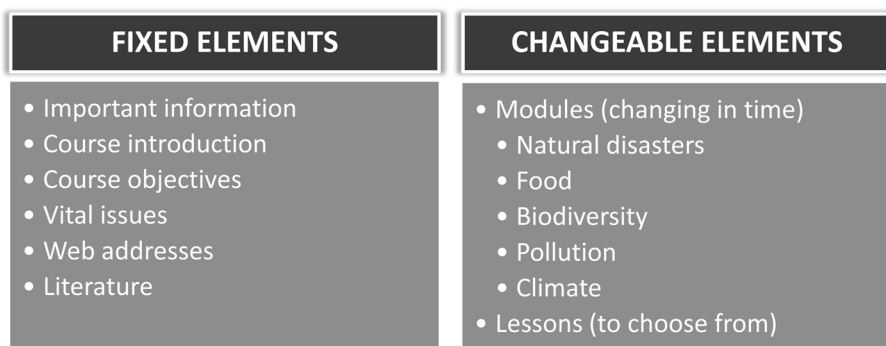 FIXED ELEMENTS
• Important information
• Course introduction
• Course objectives
• Vital issues
• Web addresses
• Literature
CHANGEABLE ELEMENTS
• Modules (changing in time)
• Natural disasters
• Food
• Biodiversity
• Pollution
• Climate
• Lessons (to choose from)